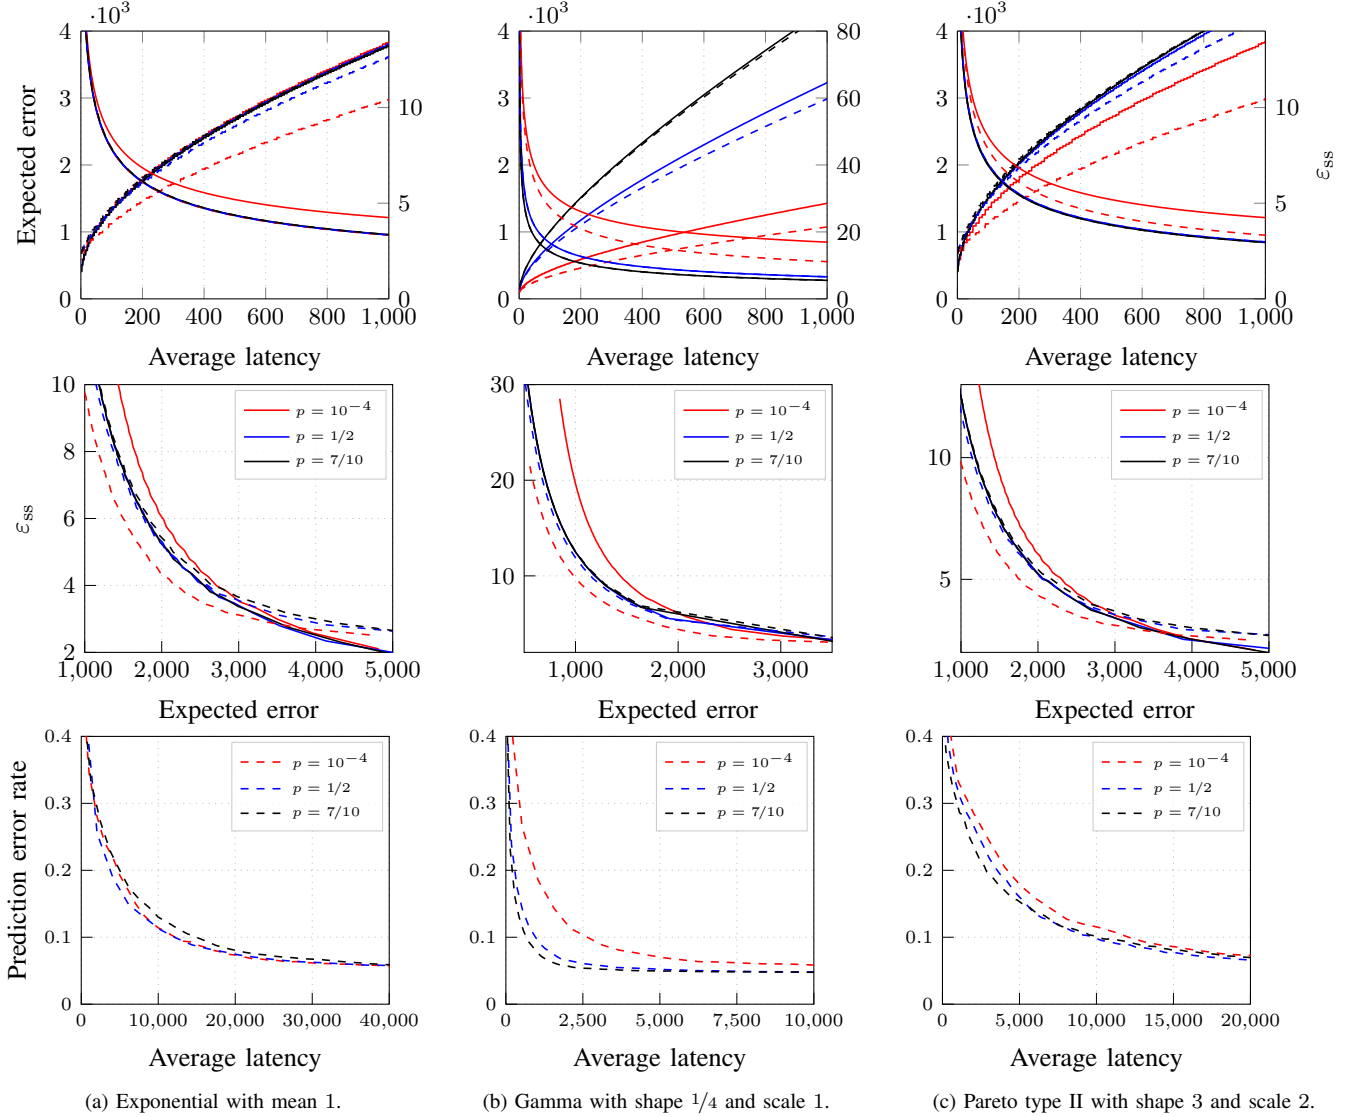 ·10³ ·10³ ·10³
4 4 80 4
3 3 60 3 10
10
2 2 40 2
5 5
1 1 20 1
0 0 0 0 0 0
0 200 400 600 800 1,000 0 200 400 600 800 1,000 0 200 400 600 800 1,000
Expected error
ε_ss
Average latency Average latency Average latency
10 30
p = 10⁻⁴ p = 10⁻⁴ p = 10⁻⁴
p = 1/2 p = 1/2 p = 1/2
p = 7/10 p = 7/10 p = 7/10
8 20 10
6
4 10 5
2
1,000 2,000 3,000 4,000 5,000 1,000 2,000 3,000 1,000 2,000 3,000 4,000 5,000
ε_ss
Expected error Expected error Expected error
0.4 0.4 0.4
p = 10⁻⁴ p = 10⁻⁴ p = 10⁻⁴
p = 1/2 p = 1/2 p = 1/2
p = 7/10 p = 7/10 p = 7/10
0.3 0.3 0.3
0.2 0.2 0.2
0.1 0.1 0.1
0 0 0
0 10,000 20,000 30,000 40,000 0 2,500 5,000 7,500 10,000 0 5,000 10,000 15,000 20,000
Prediction error rate
Average latency Average latency Average latency
(a) Exponential with mean 1. (b) Gamma with shape 1/4 and scale 1. (c) Pareto type II with shape 3 and scale 2.